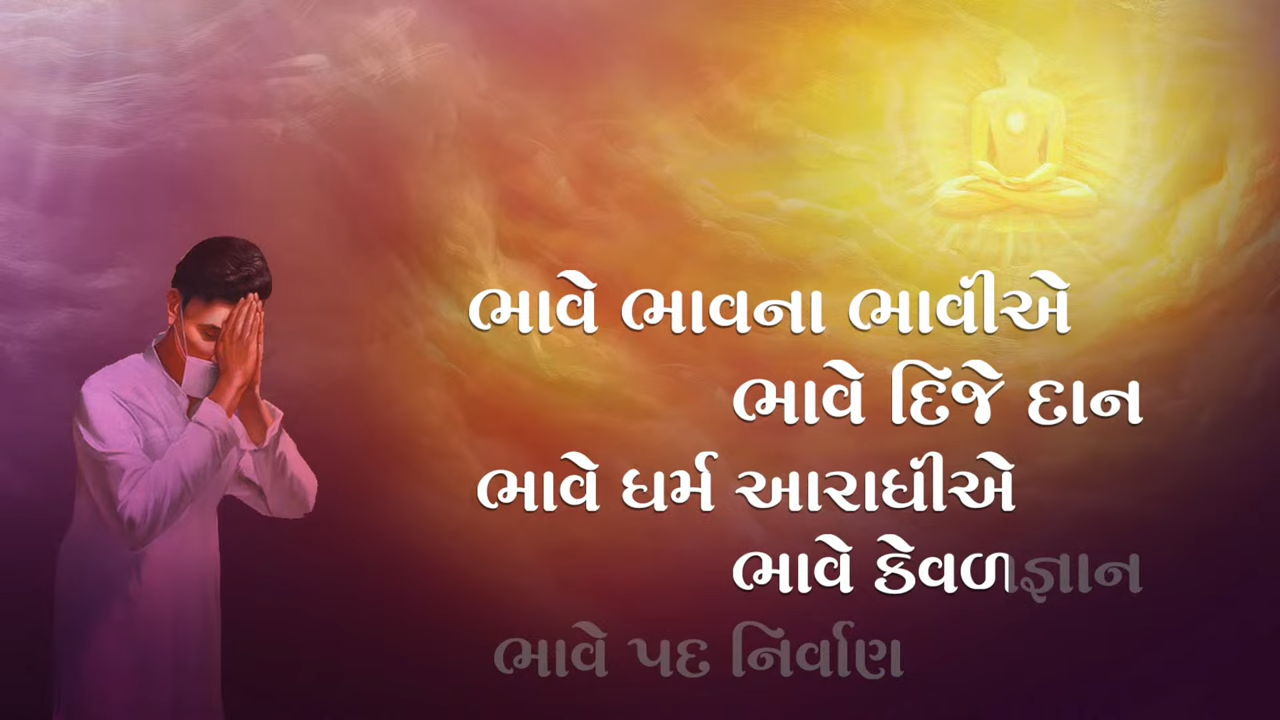 ભાવે ભાવના ભાવીએ
ભાવે દિજે દાન
ભાવે ધર્મ આરાધીએ
ભાવે કેવળજ્ઞાન
ભાવે પદ નિર્વાણ